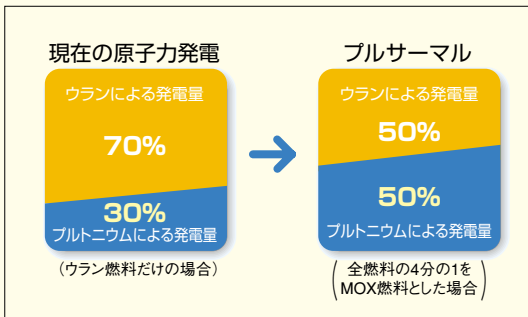 現在の原子力発電
ウランによる発電量
70%
30%
プルトニウムによる発電量
(ウラン燃料だけの場合)
プルサーマル
ウランによる発電量
50%
50%
プルトニウムによる発電量
(全燃料の4分の1を
MOX燃料とした場合)